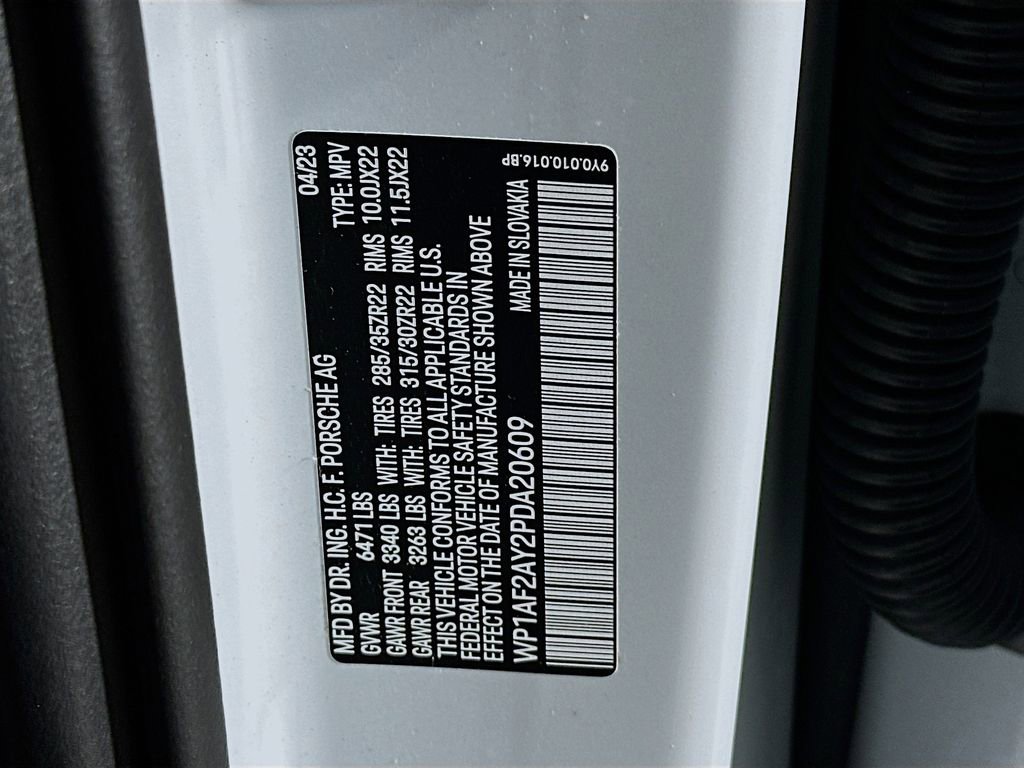 MFD BY DR. ING. H.C. F. PORSCHE AG 04/23
GVWR 6471 LBS TYPE: MPV
GAWR FRONT 3340 LBS WITH: TIRES 285/35ZR22 RIMS 10.0JX22
GAWR REAR 3263 LBS WITH: TIRES 315/30ZR22 RIMS 11.5JX22
THIS VEHICLE CONFORMS TO ALL APPLICABLE U.S.
FEDERAL MOTOR VEHICLE SAFETY STANDARDS IN
EFFECT ON THE DATE OF MANUFACTURE SHOWN ABOVE
WP1AF2AY2PDA20609 MADE IN SLOVAKIA
9Y0.010.016.BP